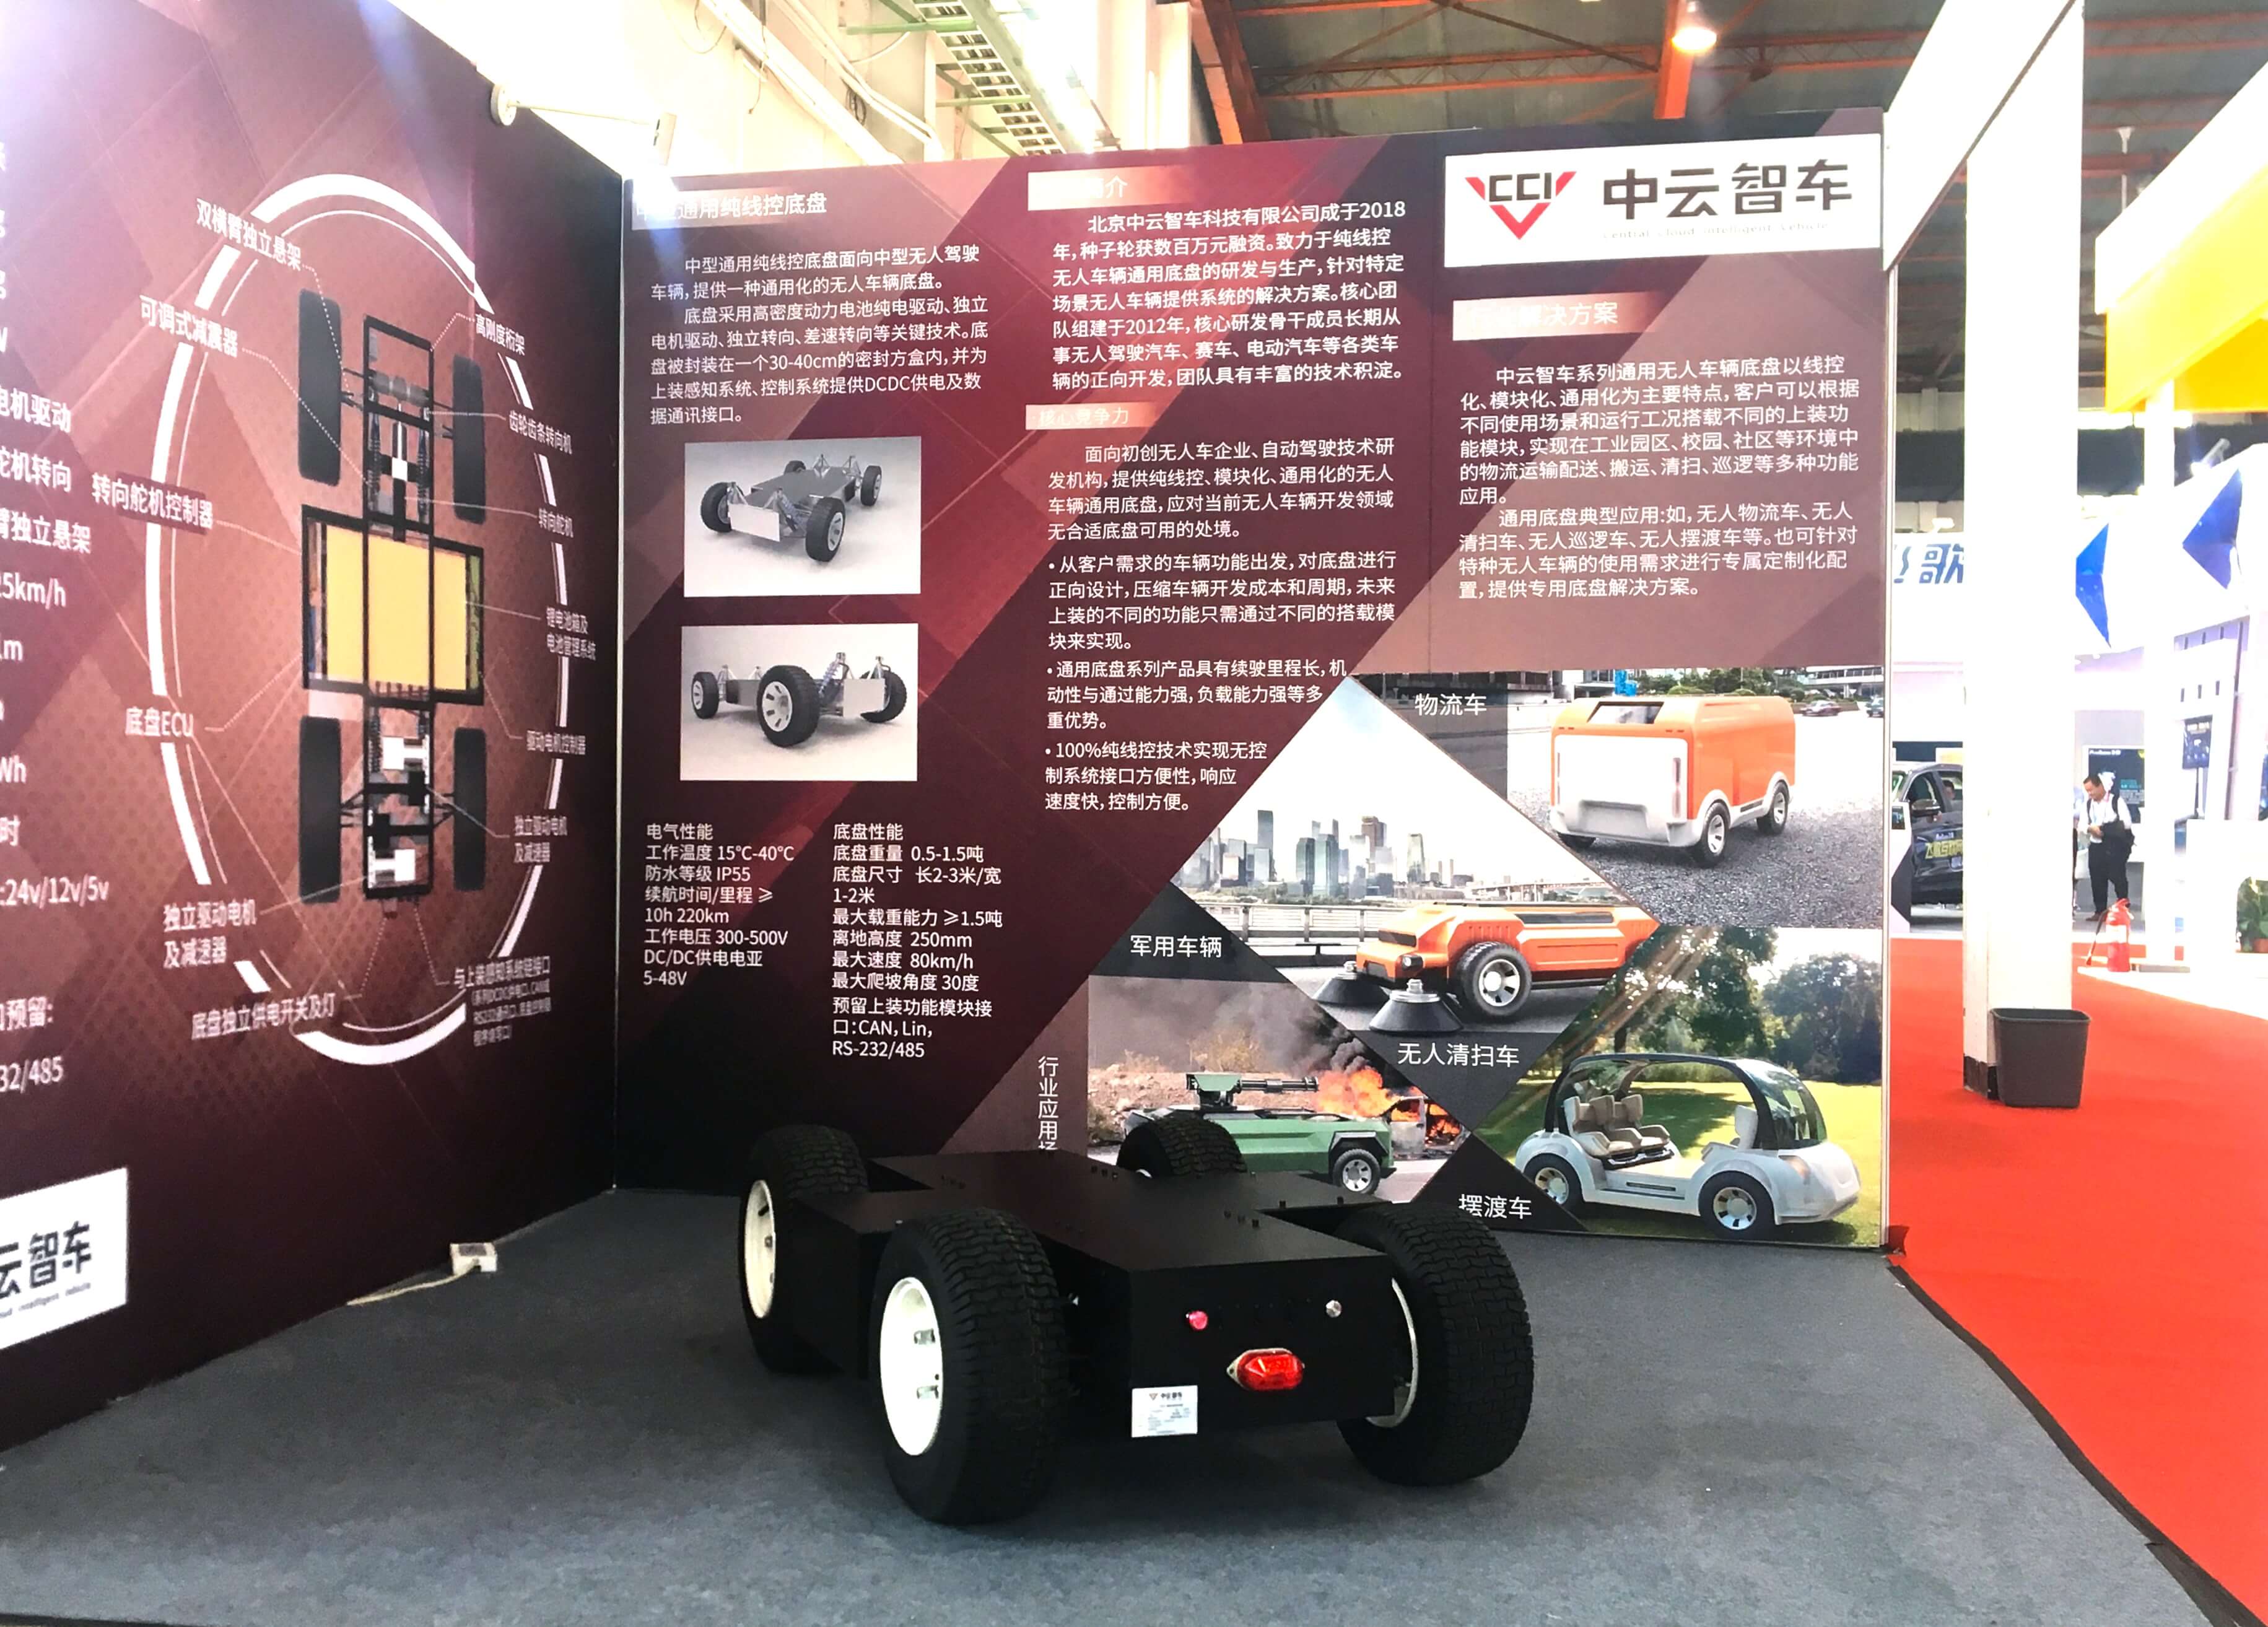 双横臂独立悬架
可调式减震器
高刚度桁架
齿轮齿条转向机
转向舵机控制器
转向舵机
锂电池箱及
电池管理系统
底盘ECU
驱动电机控制器
独立驱动电机
及减速器
独立驱动电机
及减速器
底盘独立供电开关及灯
与上装感知系统链接口
电机驱动
舵机转向
臂独立悬架
25km/h
1m
Wh
时
:24v/12v/5v
口预留:
32/485
云智车
通用纯线控底盘
中型通用纯线控底盘面向中型无人驾驶
车辆,提供一种通用化的无人车辆底盘。
底盘采用高密度动力电池纯电驱动、独立
电机驱动、独立转向、差速转向等关键技术。底
盘被封装在一个30-40cm的密封方盒内,并为
上装感知系统、控制系统提供DCDC供电及数
据通讯接口。
电气性能
工作温度 15°C-40°C
防水等级 IP55
续航时间/里程 ≥
10h 220km
工作电压 300-500V
DC/DC供电电亚
5-48V
底盘性能
底盘重量 0.5-1.5吨
底盘尺寸 长2-3米/宽
1-2米
最大载重能力 ≥1.5吨
离地高度 250mm
最大速度 80km/h
最大爬坡角度 30度
预留上装功能模块接
口:CAN, Lin,
RS-232/485
简介
北京中云智车科技有限公司成于2018
年,种子轮获数百万元融资。致力于纯线控
无人车辆通用底盘的研发与生产,针对特定
场景无人车辆提供系统的解决方案。核心团
队组建于2012年,核心研发骨干成员长期从
事无人驾驶汽车、赛车、电动汽车等各类车
辆的正向开发,团队具有丰富的技术积淀。
核心竞争力
面向初创无人车企业、自动驾驶技术研
发机构,提供纯线控、模块化、通用化的无人
车辆通用底盘,应对当前无人车辆开发领域
无合适底盘可用的处境。
•从客户需求的车辆功能出发,对底盘进行
正向设计,压缩车辆开发成本和周期,未来
上装的不同的功能只需通过不同的搭载模
块来实现。
•通用底盘系列产品具有续驶里程长,机
动性与通过能力强,负载能力强等多
重优势。
•100%纯线控技术实现无控
制系统接口方便性,响应
速度快,控制方便。
CCI 中云智车
central cloud intelligent vehicle
解决方案
中云智车系列通用无人车辆底盘以线控
化、模块化、通用化为主要特点,客户可以根据
不同使用场景和运行工况搭载不同的上装功
能模块,实现在工业园区、校园、社区等环境中
的物流运输配送、搬运、清扫、巡逻等多种功能
应用。
通用底盘典型应用:如,无人物流车、无人
清扫车、无人巡逻车、无人摆渡车等。也可针对
特种无人车辆的使用需求进行专属定制化配
置,提供专用底盘解决方案。
物流车
军用车辆
无人清扫车
摆渡车
行业应用场
歌